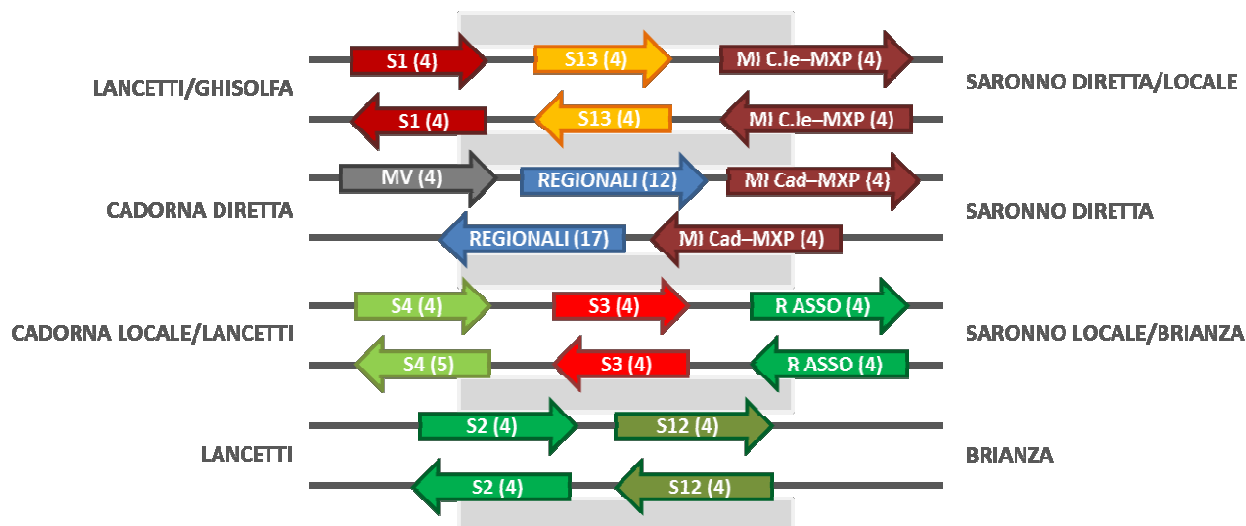 S1 (4) S13 (4) MI C.le–MXP (4)
LANCETTI/GHISOLFA SARONNO DIRETTA/LOCALE
S1 (4) S13 (4) MI C.le–MXP (4)
MV (4) REGIONALI (12) MI Cad–MXP (4)
CADORNA DIRETTA SARONNO DIRETTA
REGIONALI (17) MI Cad–MXP (4)
S4 (4) S3 (4) R ASSO (4)
CADORNA LOCALE/LANCETTI SARONNO LOCALE/BRIANZA
S4 (5) S3 (4) R ASSO (4)
S2 (4) S12 (4)
LANCETTI BRIANZA
S2 (4) S12 (4)